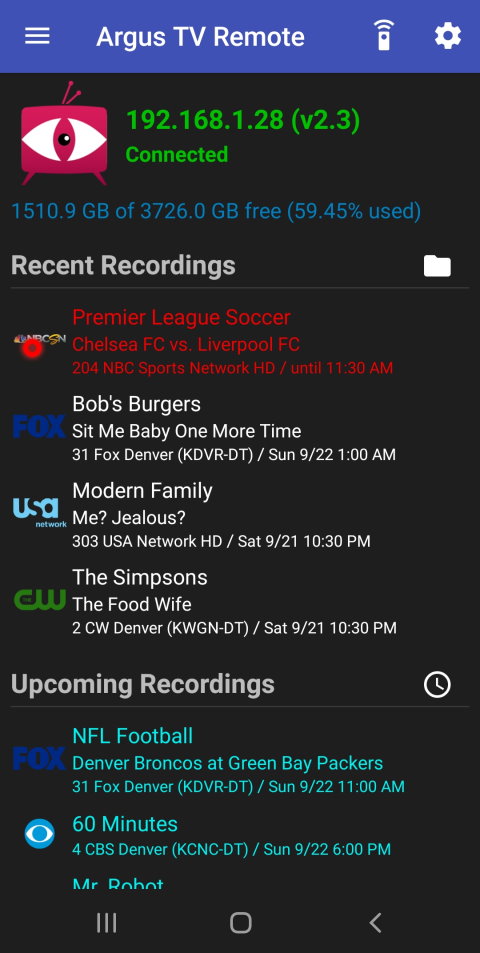 Argus TV Remote
192.168.1.28 (v2.3)
Connected
1510.9 GB of 3726.0 GB free (59.45% used)
Recent Recordings
Premier League Soccer
NBCSN
Chelsea FC vs. Liverpool FC
204 NBC Sports Network HD / until 11:30 AM
Bob's Burgers
FOX
Sit Me Baby One More Time
31 Fox Denver (KDVR-DT) / Sun 9/22 1:00 AM
Modern Family
usa
network
Me? Jealous?
303 USA Network HD / Sat 9/21 10:30 PM
The Simpsons
THE CW
The Food Wife
2 CW Denver (KWGN-DT) / Sat 9/21 10:30 PM
Upcoming Recordings
NFL Football
FOX
Denver Broncos at Green Bay Packers
31 Fox Denver (KDVR-DT) / Sun 9/22 11:00 AM
60 Minutes
4 CBS Denver (KCNC-DT) / Sun 9/22 6:00 PM
Mr. Robot